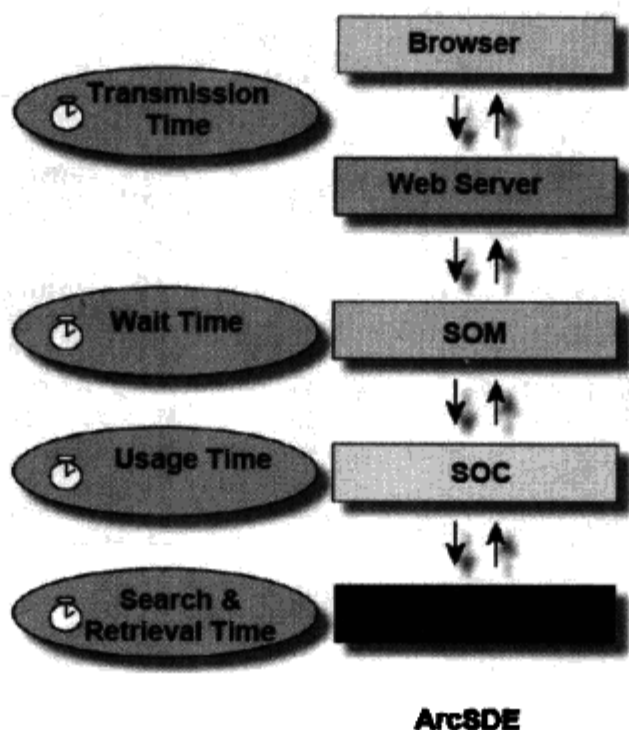 Browser
Transmission
Time
Web Server
Wait Time
SOM
Usage Time
SOC
Search &
Retrieval Time
ArcSDE